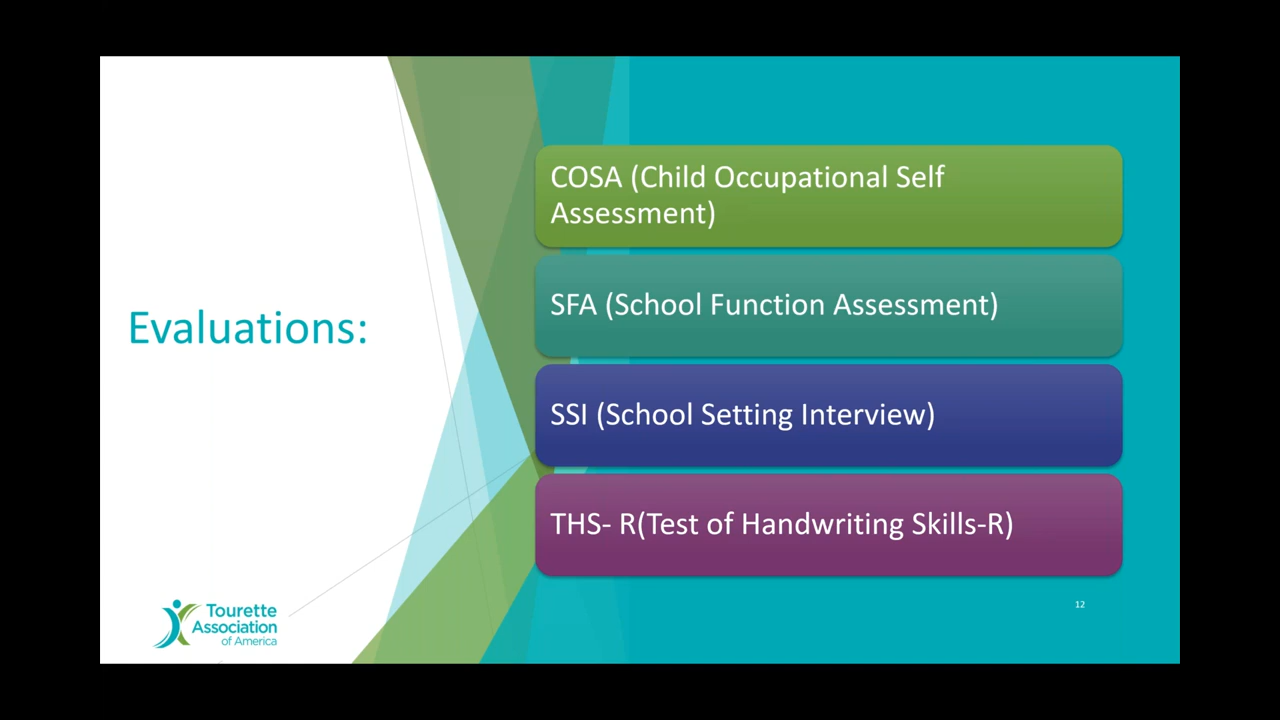 Evaluations:
COSA (Child Occupational Self
Assessment)
SFA (School Function Assessment)
SSI (School Setting Interview)
THS- R(Test of Handwriting Skills-R)
Tourette
Association
of America
12